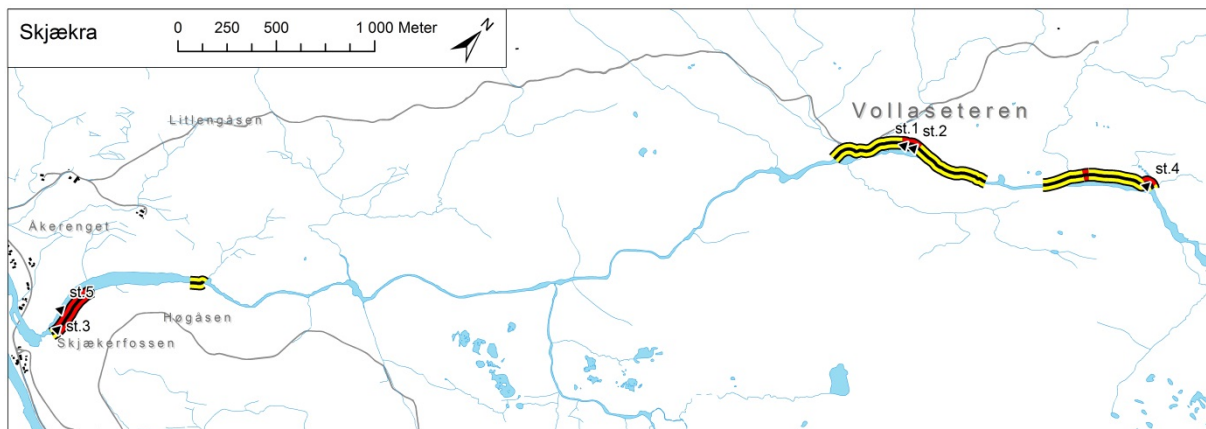 Skjækra
0 250 500 1 000 Meter
N
Litlengåsen
Vollaseteren
st.1
st.2
st.4
Åkerenget
st.5
st.3
Høgåsen
Skjækerfossen